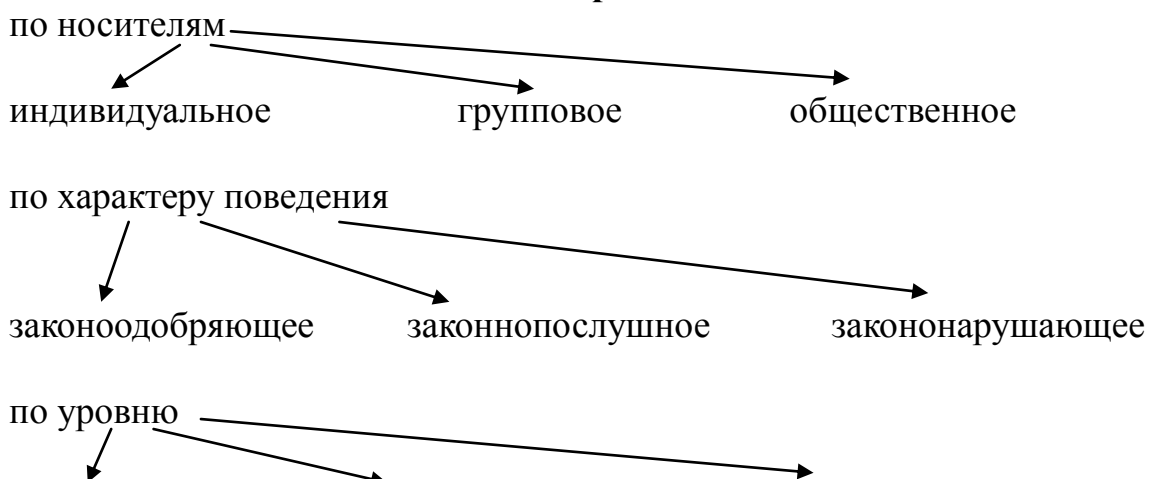 по носителям
индивидуальное групповое общественное
по характеру поведения
законоодобряющее законнопослушное закононарушающее
по уровню